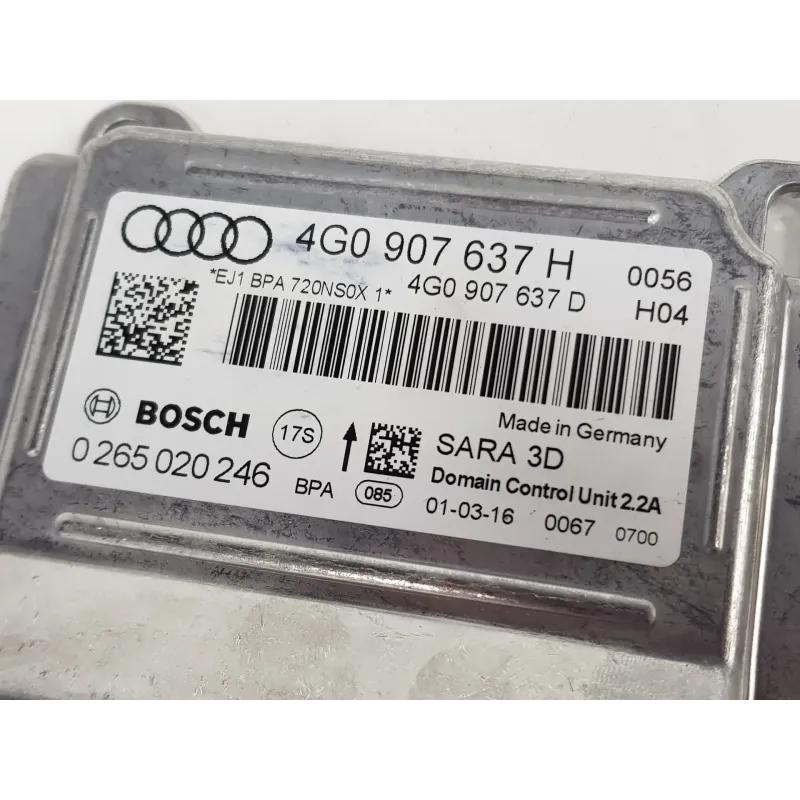 4G0 907 637 H 0056
*EJ1 BPA 720NS0X 1* 4G0 907 637 D H04
Made in Germany
BOSCH 17S SARA 3D
0 265 020 246 BPA 085 Domain Control Unit 2.2A
01-03-16 0067 0700